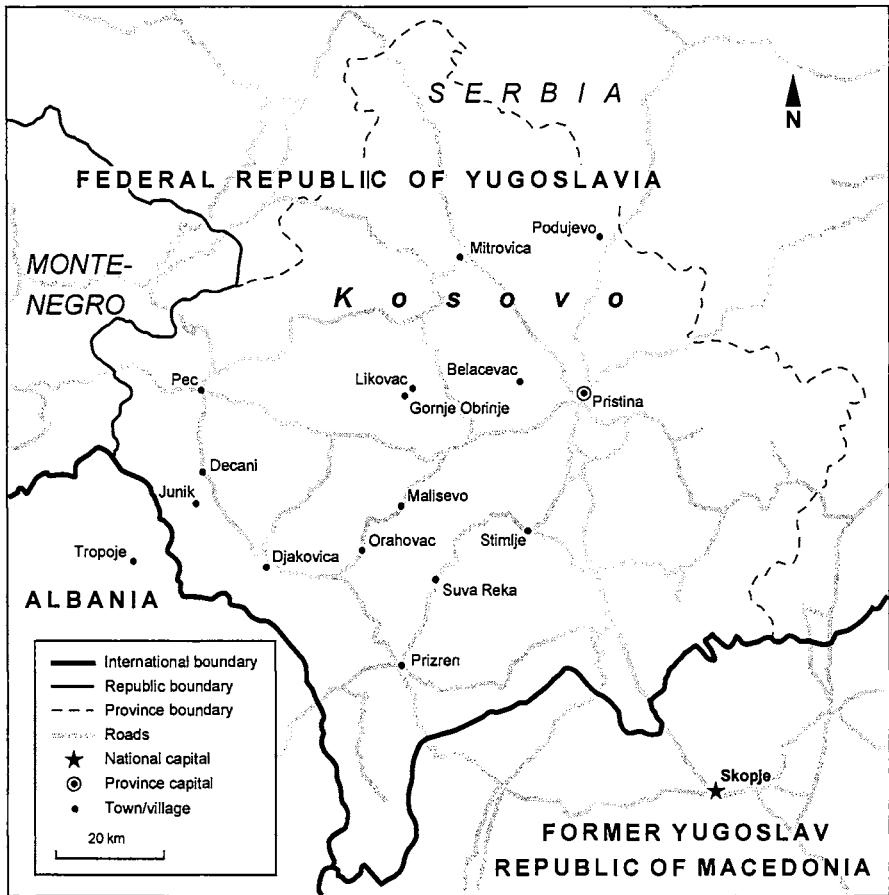 SERBIA
N
FEDERAL REPUBLIC OF YUGOSLAVIA
Podujevo
Mitrovica
MONTE-
NEGRO
Kosovo
Pec
Likovac
Belacevac
Gornje Obrinje
Pristina
Decani
Junik
Malisevo
Tropoje
Djakovica
Orahovac
Stimlje
Suva Reka
ALBANIA
Prizren
International boundary
Republic boundary
Province boundary
Roads
National capital
Province capital
Town/village
20 km
Skopje
FORMER YUGOSLAV
REPUBLIC OF MACEDONIA